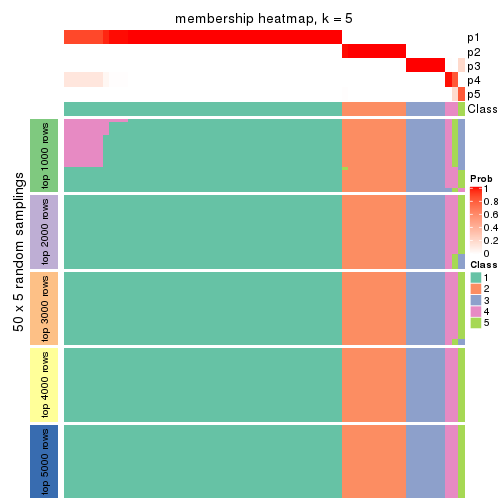 membership heatmap, k = 5
p1
p2
p3
p4
p5
Class
50 x 5 random samplings
top 1000 rows
top 2000 rows
top 3000 rows
top 4000 rows
top 5000 rows
Prob
1
0.8
0.6
0.4
0.2
0
Class
1
2
3
4
5